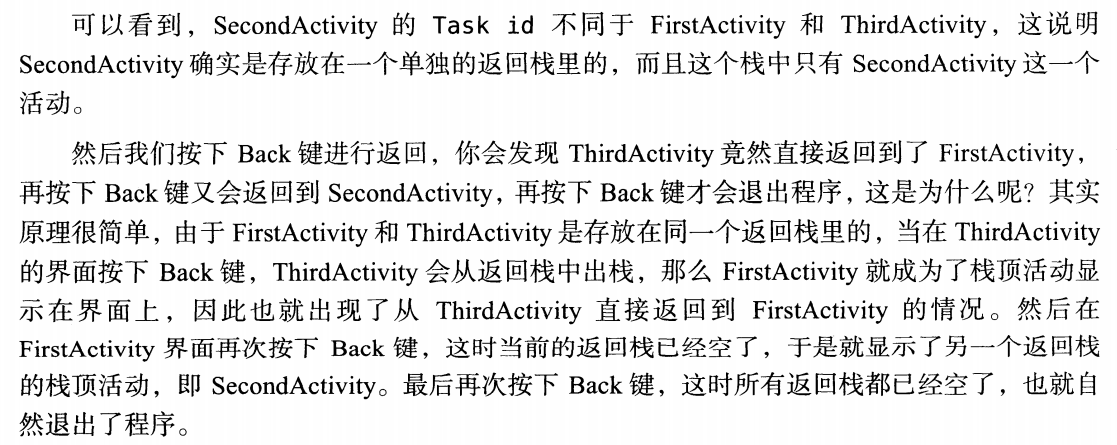 可以看到，SecondActivity 的 Task id 不同于 FirstActivity 和 ThirdActivity，这说明
SecondActivity 确实是存放在一个单独的返回栈里的，而且这个栈中只有 SecondActivity 这一个
活动。
然后我们按下 Back 键进行返回，你会发现 ThirdActivity 竟然直接返回到了 FirstActivity，
再按下 Back 键又会返回到 SecondActivity，再按下 Back 键才会退出程序，这是为什么呢？其实
原理很简单，由于 FirstActivity 和 ThirdActivity 是存放在同一个返回栈里的，当在 ThirdActivity
的界面按下 Back 键，ThirdActivity 会从返回栈中出栈，那么 FirstActivity 就成为了栈顶活动显
示在界面上，因此也就出现了从 ThirdActivity 直接返回到 FirstActivity 的情况。然后在
FirstActivity 界面再次按下 Back 键，这时当前的返回栈已经空了，于是就显示了另一个返回栈
的栈顶活动，即 SecondActivity。最后再次按下 Back 键，这时所有返回栈都已经空了，也就自
然退出了程序。